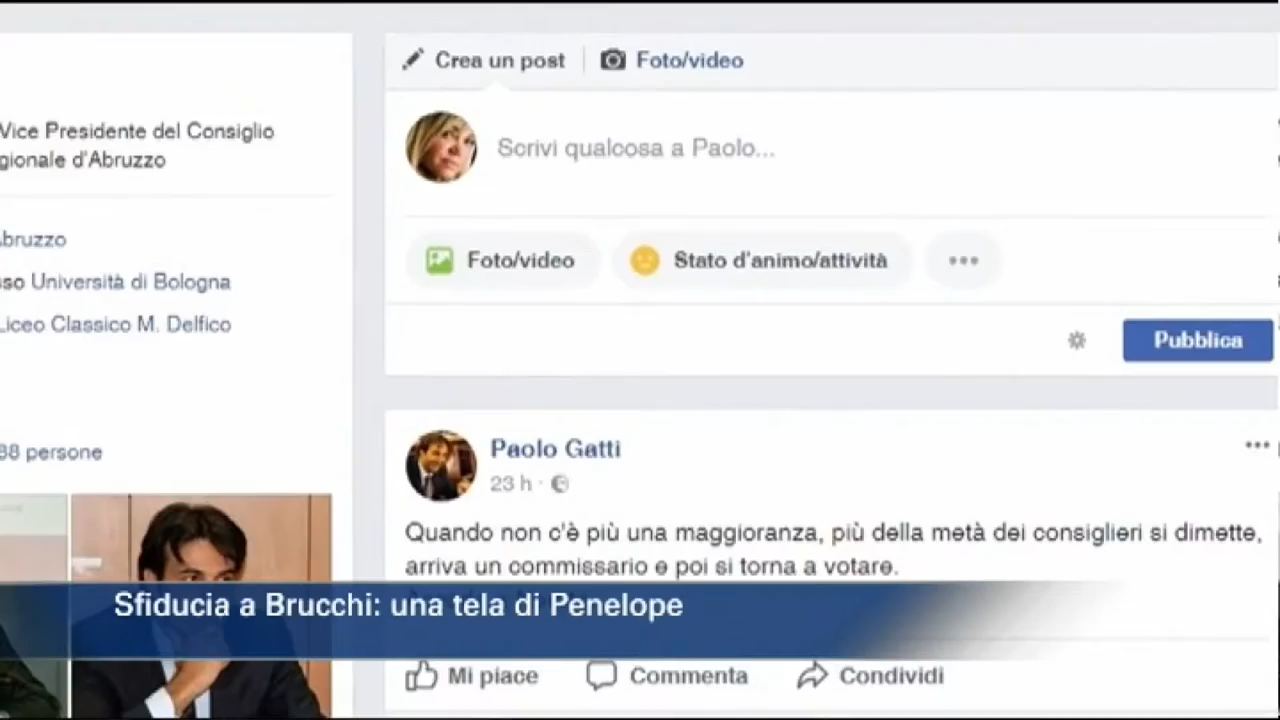 Vice Presidente del Consiglio
gionale d'Abruzzo
Abruzzo
sso Università di Bologna
Liceo Classico M. Delfico
88 persone
Crea un post
Foto/video
Scrivi qualcosa a Paolo...
Foto/video
Stato d'animo/attività
Pubblica
Paolo Gatti
23 h
Quando non c'è più una maggioranza, più della metà dei consiglieri si dimette,
arriva un commissario e poi si torna a votare.
Sfiducia a Brucchi: una tela di Penelope
Mi piace
Commenta
Condividi